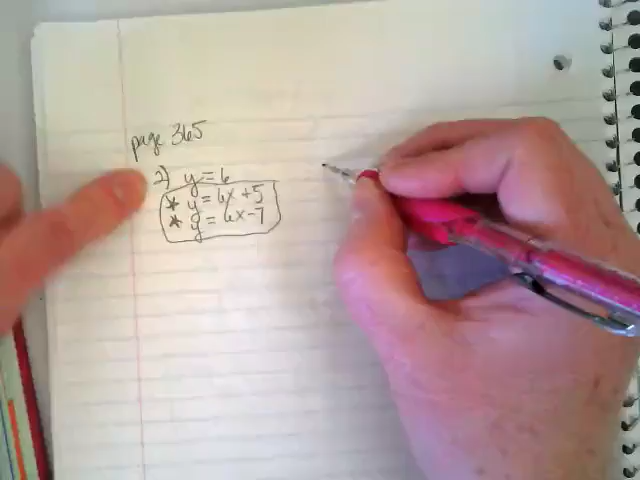 page 365
2) y = 6
* y = 6x + 5
* y = 6x - 7